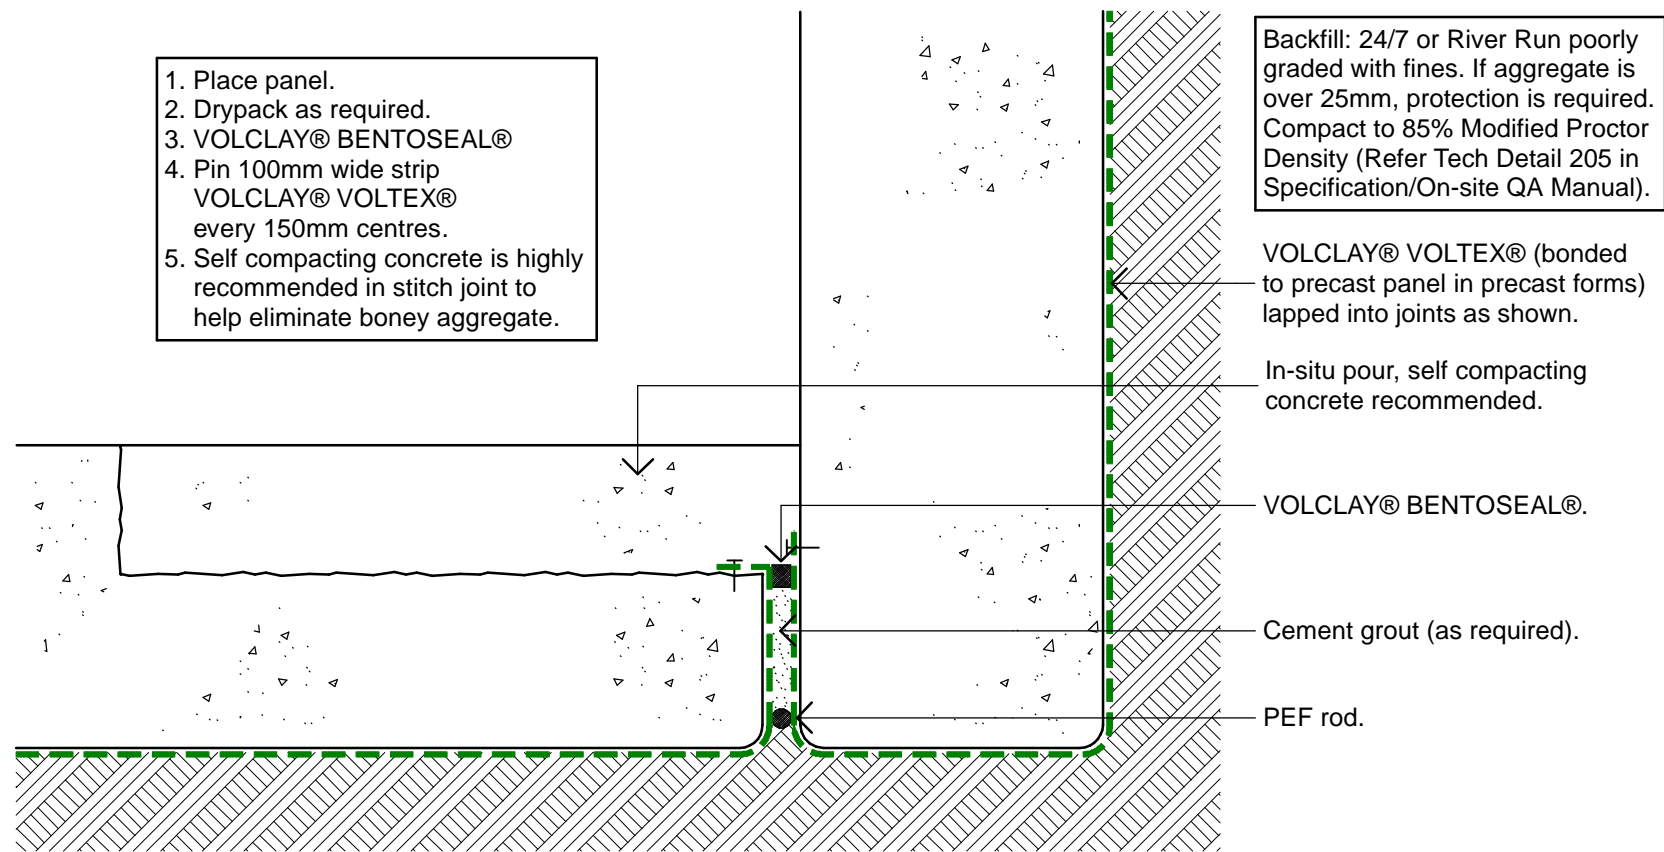 1. Place panel.
2. Drypack as required.
3. VOLCLAY® BENTOSEAL®
4. Pin 100mm wide strip
VOLCLAY® VOLTEX®
every 150mm centres.
5. Self compacting concrete is highly
recommended in stitch joint to
help eliminate boney aggregate.
Backfill: 24/7 or River Run poorly
graded with fines. If aggregate is
over 25mm, protection is required.
Compact to 85% Modified Proctor
Density (Refer Tech Detail 205 in
Specification/On-site QA Manual).
VOLCLAY® VOLTEX® (bonded
to precast panel in precast forms)
lapped into joints as shown.
In-situ pour, self compacting
concrete recommended.
VOLCLAY® BENTOSEAL®.
Cement grout (as required).
PEF rod.